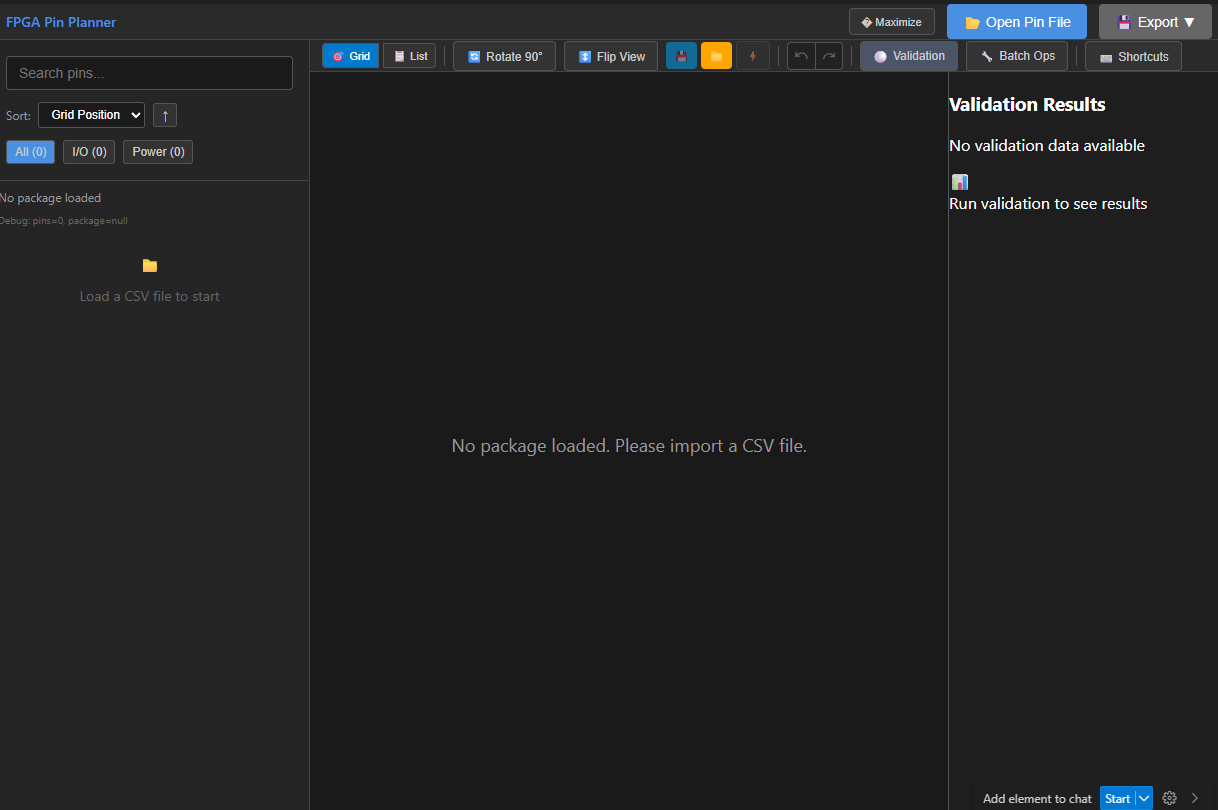 FPGA Pin Planner
� Maximize
Open Pin File
Export ▼
Search pins...
Sort: Grid Position ↑
All (0) I/O (0) Power (0)
No package loaded
Debug: pins=0, package=null
Load a CSV file to start
Grid
List
Rotate 90°
Flip View
Validation
Batch Ops
Shortcuts
No package loaded. Please import a CSV file.
Validation Results
No validation data available
Run validation to see results
Add element to chat Start